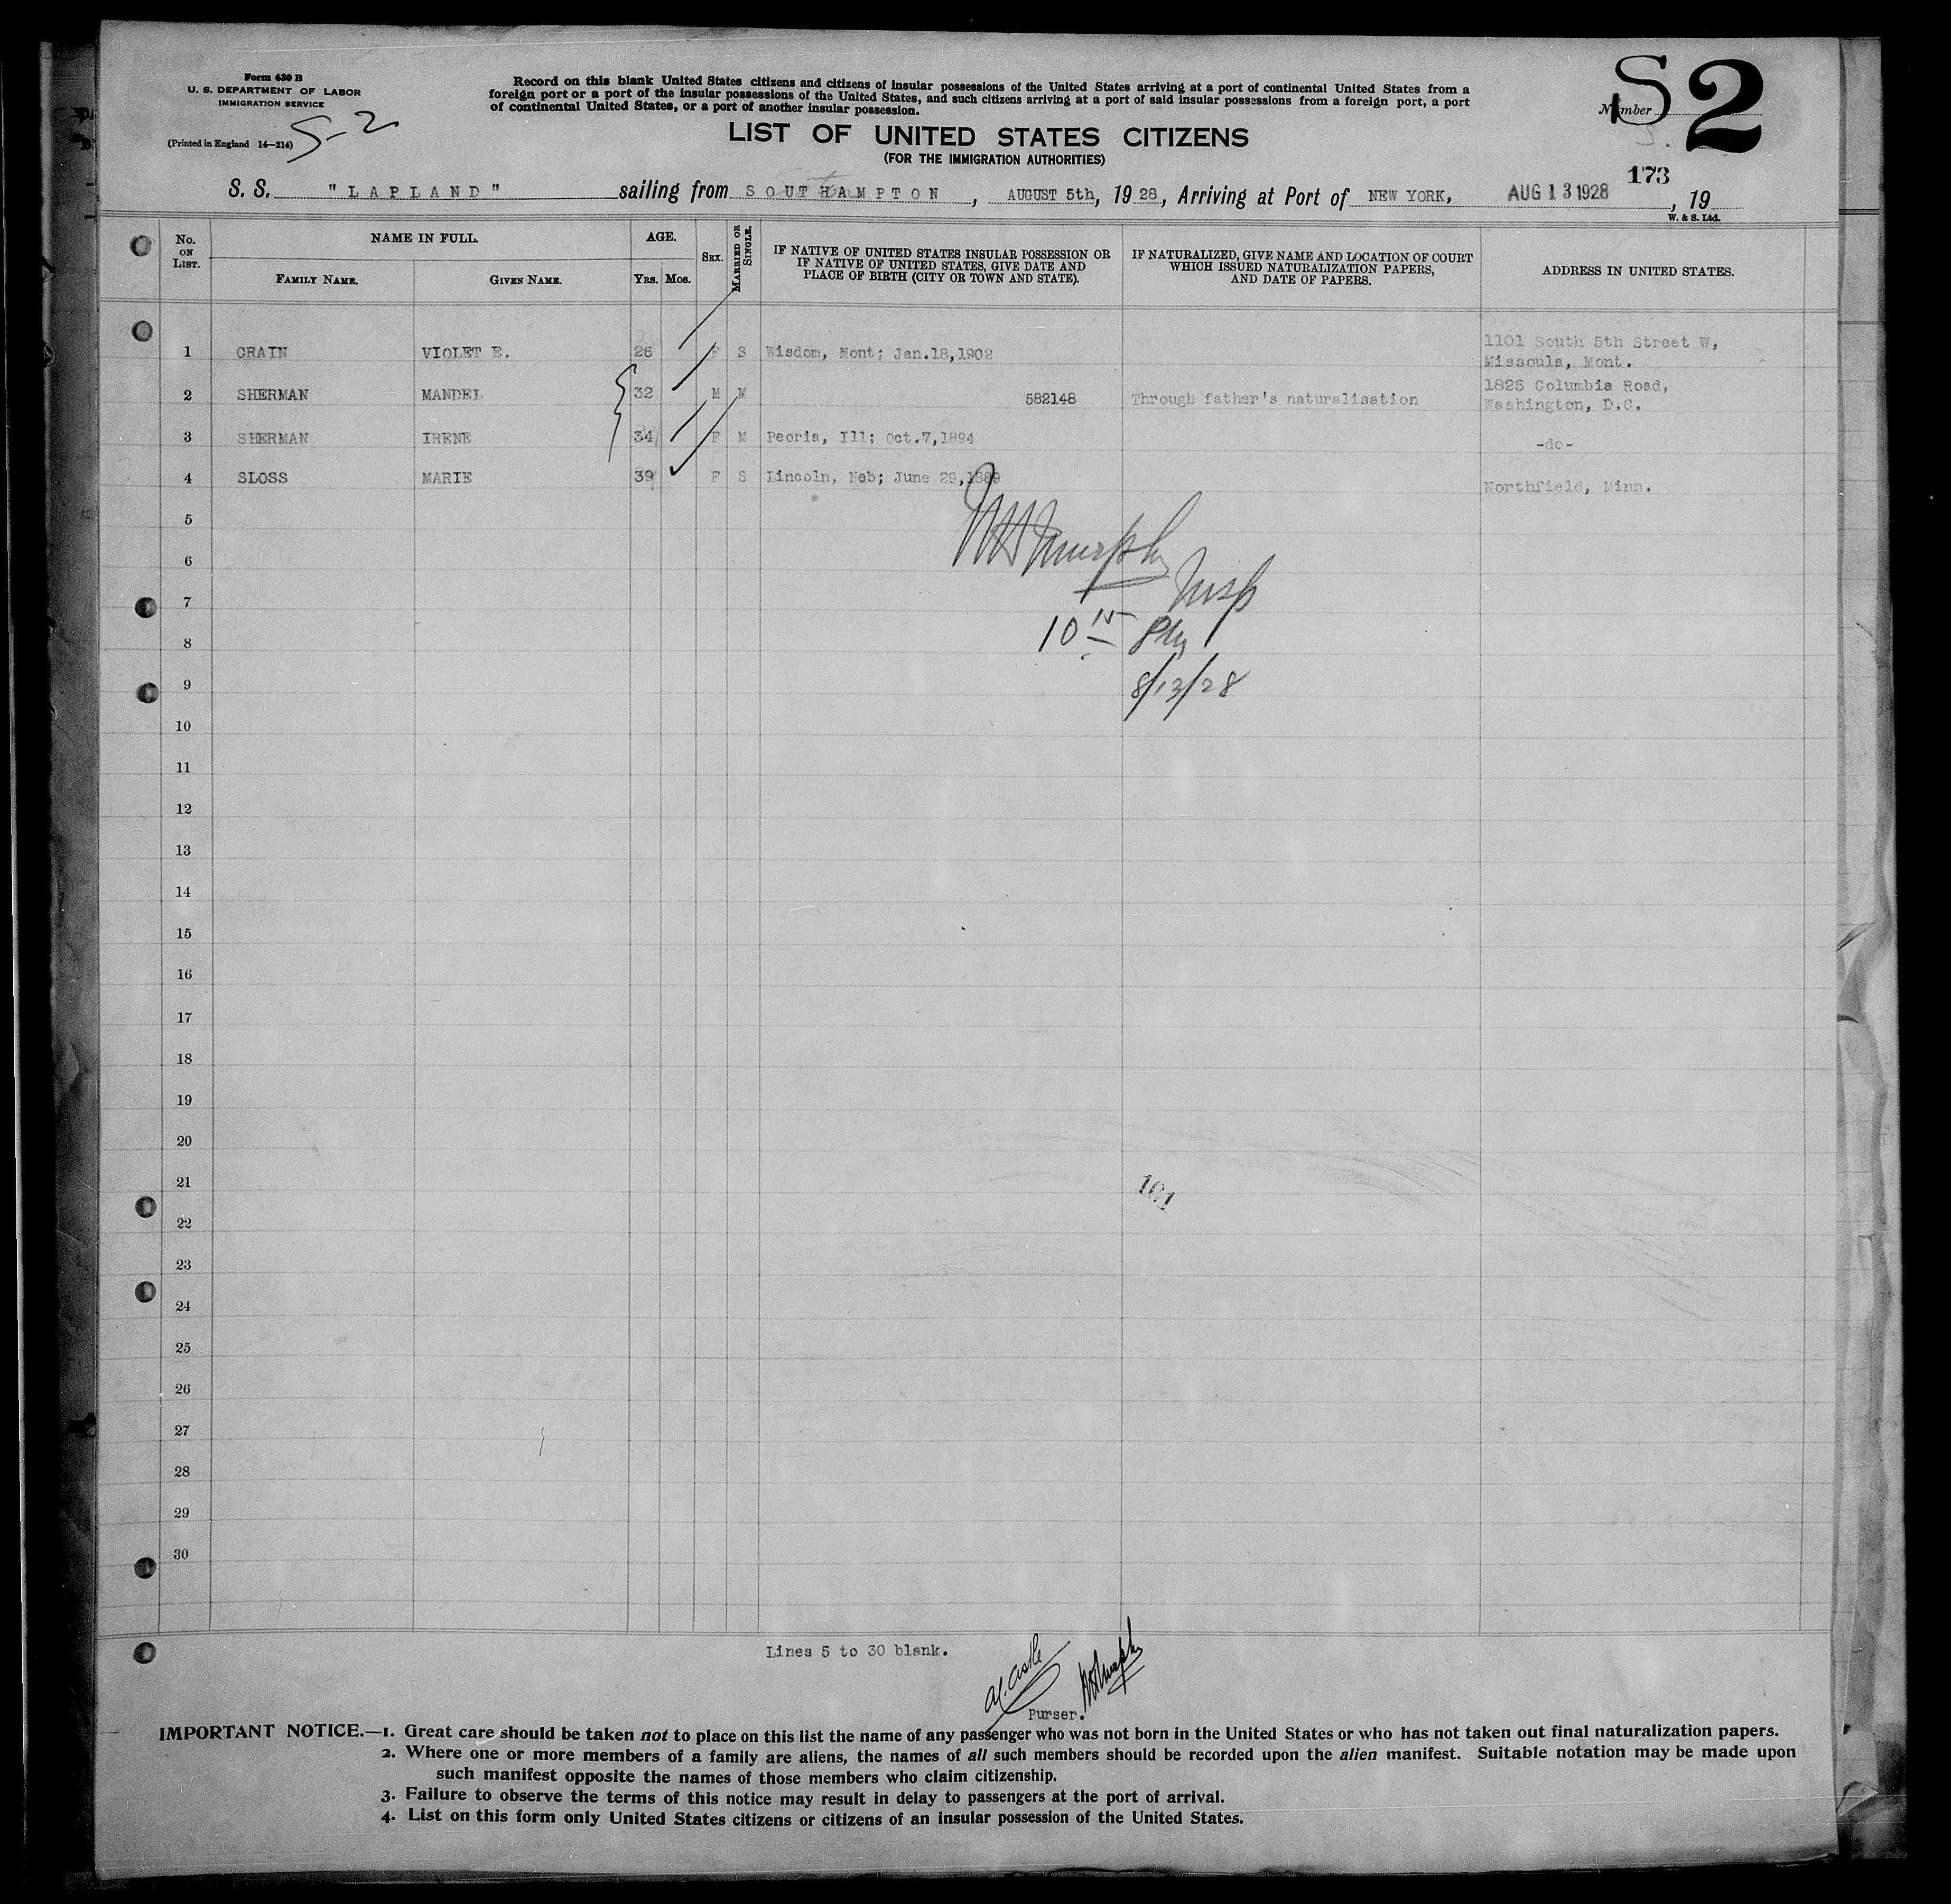 Form 630 B
U. S. DEPARTMENT OF LABOR
IMMIGRATION SERVICE
(Printed in England 14—214)
S-2
Record on this blank United States citizens and citizens of insular possessions of the United States arriving at a port of continental United States from a
foreign port or a port of the insular possessions of the United States, and such citizens arriving at a port of said insular possessions from a foreign port, a port
of continental United States, or a port of another insular possession.
Number S 2
LIST OF UNITED STATES CITIZENS
(FOR THE IMMIGRATION AUTHORITIES)
173
S. S. "LAPLAND" sailing from SOUTHAMPTON, AUGUST 5th, 1928, Arriving at Port of NEW YORK, AUG 13 1928, 19
W. & S. Ltd.
No. ON LIST. NAME IN FULL. AGE. SEX. MARRIED OR SINGLE. IF NATIVE OF UNITED STATES INSULAR POSSESSION OR IF NATIVE OF UNITED STATES, GIVE DATE AND PLACE OF BIRTH (CITY OR TOWN AND STATE). IF NATURALIZED, GIVE NAME AND LOCATION OF COURT WHICH ISSUED NATURALIZATION PAPERS, AND DATE OF PAPERS. ADDRESS IN UNITED STATES.
FAMILY NAME. GIVEN NAME. YRS. MOS.
1 CRAIN VIOLET E. 26 F S Wisdom, Mont; Jan.18,1902 1101 South 5th Street W,
Missoula, Mont.
2 SHERMAN MANDEL 32 M M 582148 Through father's naturalisation 1825 Columbia Road,
Washington, D.C.
3 SHERMAN IRENE 34 F M Peoria, Ill; Oct.7,1894 -do-
4 SLOSS MARIE 39 F S Lincoln, Neb; June 29,1889 Northfield, Minn.
5
Murphy
6
Insp
7
10 15 PM
8
8/13/28
9
10
11
12
13
14
15
16
17
18
19
20
21
101
22
23
24
25
26
27
28
29
30
Lines 5 to 30 blank.
Murphy
Purser.
IMPORTANT NOTICE.—1. Great care should be taken not to place on this list the name of any passenger who was not born in the United States or who has not taken out final naturalization papers.
2. Where one or more members of a family are aliens, the names of all such members should be recorded upon the alien manifest. Suitable notation may be made upon
such manifest opposite the names of those members who claim citizenship.
3. Failure to observe the terms of this notice may result in delay to passengers at the port of arrival.
4. List on this form only United States citizens or citizens of an insular possession of the United States.